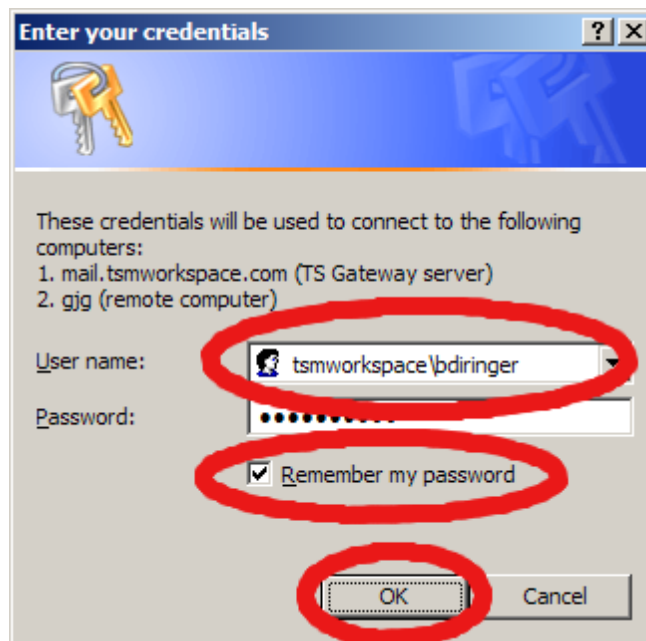 Enter your credentials
These credentials will be used to connect to the following
computers:
1. mail.tsmworkspace.com (TS Gateway server)
2. gjg (remote computer)
User name:
tsmworkspace\bdiringer
Password:
••••••••••
Remember my password
OK
Cancel